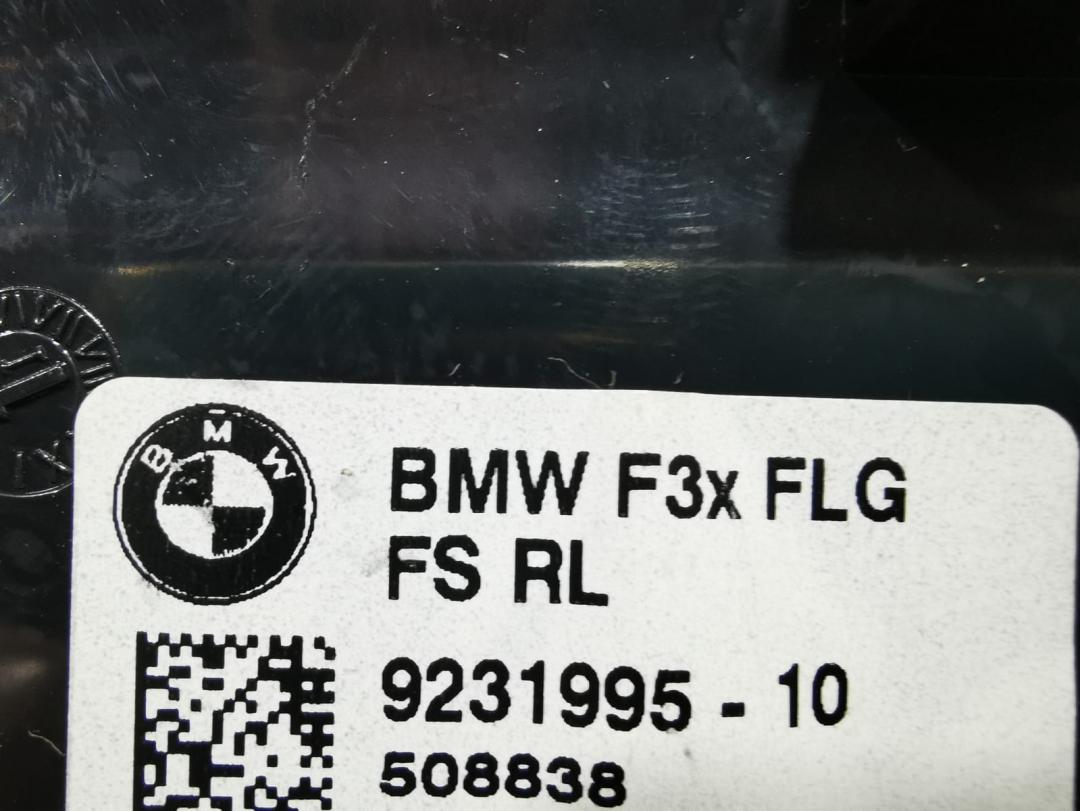 BMW
BMW F3x FLG
FS RL
9231995 - 10
508838